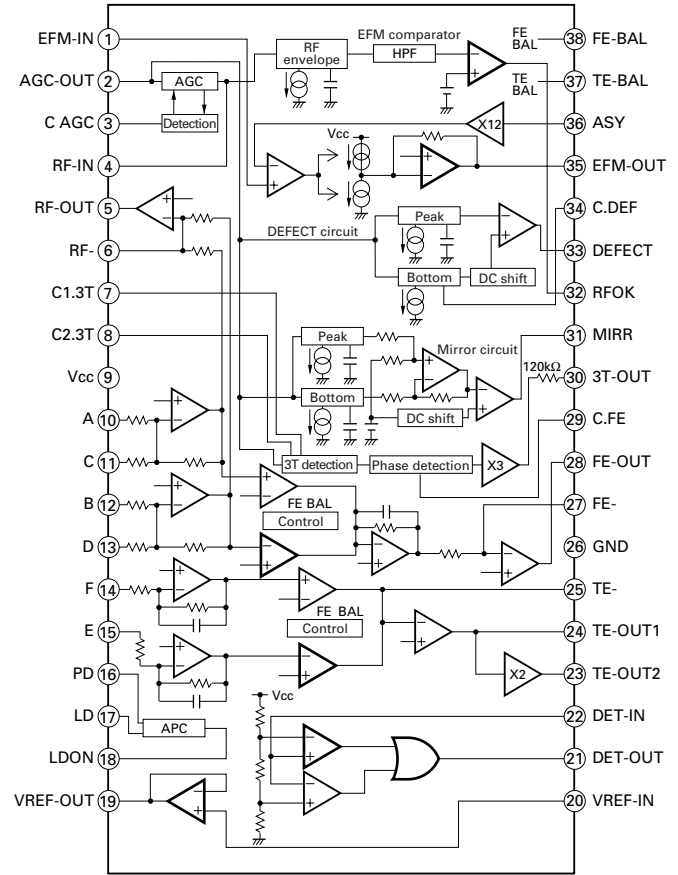 EFM-IN 1
AGC-OUT 2
C AGC 3
RF-IN 4
RF-OUT 5
RF- 6
C1.3T 7
C2.3T 8
Vcc 9
A 10
C 11
B 12
D 13
F 14
E 15
PD 16
LD 17
LDON 18
VREF-OUT 19
AGC
Detection
RF
envelope
EFM comparator
HPF
− +
FE
BAL
TE
BAL
X12
Vcc
− +
+ −
+ −
DEFECT circuit
Peak
Bottom
DC shift
− +
Peak
Bottom
Mirror circuit
+ −
− +
DC shift
120kΩ
3T detection
Phase detection
X3
+ −
+ −
+ −
− +
FE BAL
Control
− +
− +
− +
+ −
+ −
FE BAL
Control
+ −
− +
− +
X2
APC
Vcc
− +
− +
− +
38 FE-BAL
37 TE-BAL
36 ASY
35 EFM-OUT
34 C.DEF
33 DEFECT
32 RFOK
31 MIRR
30 3T-OUT
29 C.FE
28 FE-OUT
27 FE-
26 GND
25 TE-
24 TE-OUT1
23 TE-OUT2
22 DET-IN
21 DET-OUT
20 VREF-IN